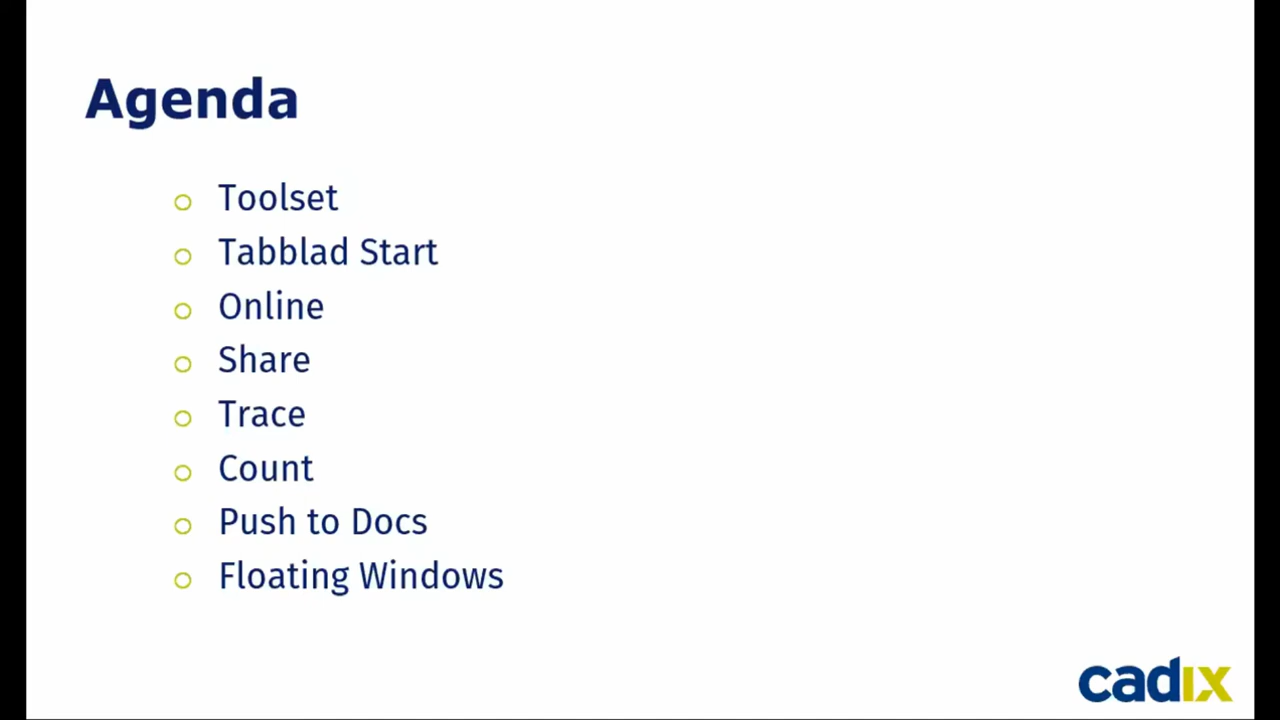 Agenda
Toolset
Tabblad Start
Online
Share
Trace
Count
Push to Docs
Floating Windows
cadix